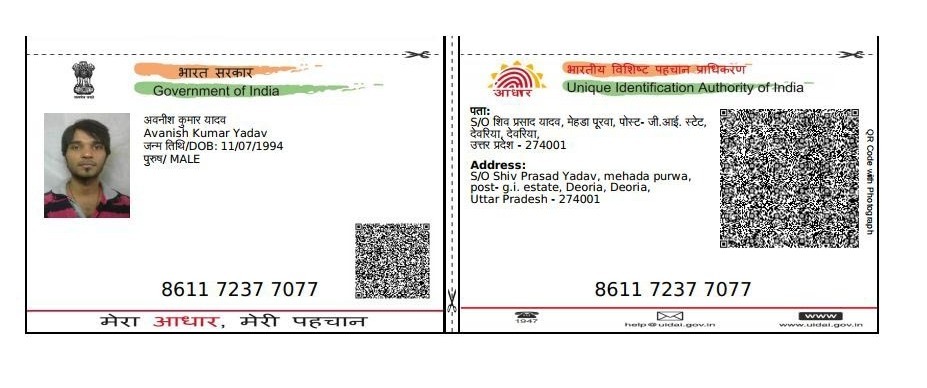 भारत सरकार
Government of India
अवनीश कुमार यादव
Avanish Kumar Yadav
जन्म तिथि/DOB: 11/07/1994
पुरुष/ MALE
8611 7237 7077
मेरा आधार, मेरी पहचान
भारतीय विशिष्ट पहचान प्राधिकरण
Unique Identification Authority of India
आधार
पता:
S/O शिव प्रसाद यादव, मेहडा पूरवा, पोस्ट- जी.आई. स्टेट,
देवरिया, देवरिया,
उत्तर प्रदेश - 274001
Address:
S/O Shiv Prasad Yadav, mehada purwa,
post- g.i. estate, Deoria, Deoria,
Uttar Pradesh - 274001
QR Code with Photograph
8611 7237 7077
1947
help@uidai.gov.in
www
www.uidai.gov.in